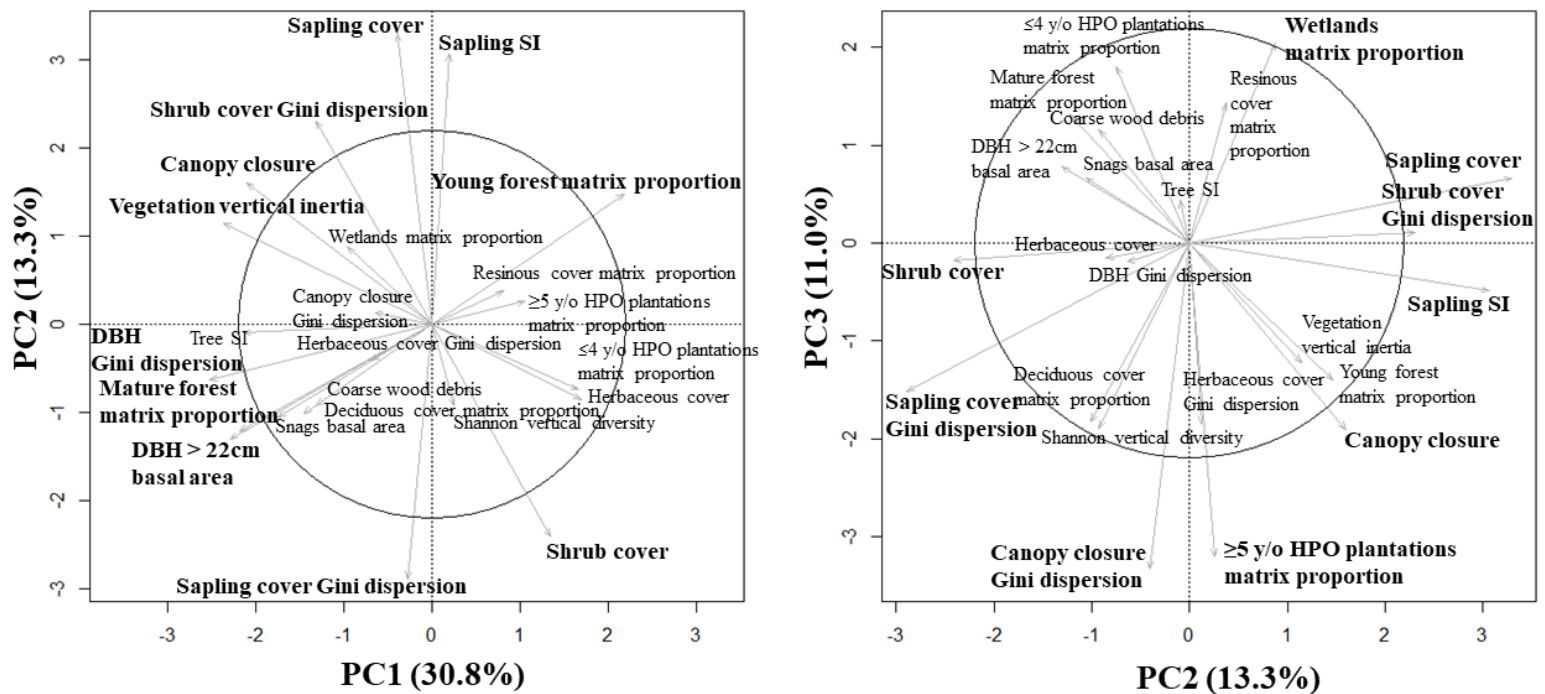 Sapling cover
Sapling SI
3
Shrub cover Gini dispersion
2
Canopy closure
Young forest matrix proportion
Vegetation vertical inertia
1
Wetlands matrix proportion
Resinous cover matrix proportion
Canopy closure
Gini dispersion
≥5 y/o HPO plantations
matrix proportion
0
DBH
Gini dispersion
Tree SI
Herbaceous cover Gini dispersion
≤4 y/o HPO plantations
matrix proportion
Mature forest
matrix proportion
Coarse wood debris
Herbaceous cover
-1
Deciduous cover matrix proportion
Snags basal area
Shannon vertical diversity
DBH > 22cm
basal area
-2
Shrub cover
Sapling cover Gini dispersion
-3
-3 -2 -1 0 1 2 3
PC1 (30.8%)
PC2 (13.3%)
≤4 y/o HPO plantations
matrix proportion
Wetlands
matrix proportion
2
Mature forest
matrix proportion
Resinous
cover
matrix
proportion
Coarse wood debris
DBH > 22cm
basal area
1
Snags basal area
Sapling cover
Tree SI
Shrub cover
Gini dispersion
Herbaceous cover
0
Shrub cover
DBH Gini dispersion
Sapling SI
Vegetation
vertical inertia
-1
Deciduous cover
matrix proportion
Herbaceous cover
Gini dispersion
Young forest
matrix proportion
Sapling cover
Gini dispersion
Shannon vertical diversity
Canopy closure
-2
-3
Canopy closure
Gini dispersion
≥5 y/o HPO plantations
matrix proportion
-3 -2 -1 0 1 2 3
PC2 (13.3%)
PC3 (11.0%)